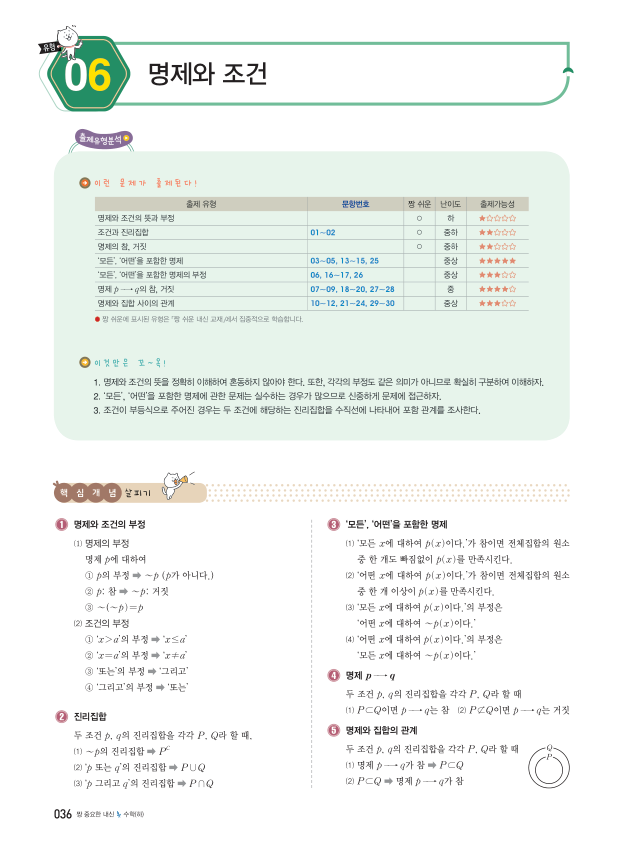 유형
06
명제와 조건
출제유형분석
이런 문제가 출제된다!
출제 유형 문항번호 짱 쉬운 난이도 출제가능성
명제와 조건의 뜻과 부정 ○ 하 ★☆☆☆☆
조건과 진리집합 01~02 ○ 중하 ★★☆☆☆
명제의 참, 거짓 ○ 중하 ★★☆☆☆
'모든', '어떤'을 포함한 명제 03~05, 13~15, 25 중상 ★★★★★
'모든', '어떤'을 포함한 명제의 부정 06, 16~17, 26 중상 ★★★☆☆
명제 p → q의 참, 거짓 07~09, 18~20, 27~28 중 ★★★★☆
명제와 집합 사이의 관계 10~12, 21~24, 29~30 중상 ★★★☆☆
● 짱 쉬운에 표시된 유형은 『짱 쉬운 내신 교재』에서 집중적으로 학습합니다.
이것만은 꼬~옥!
1. 명제와 조건의 뜻을 정확히 이해하여 혼동하지 않아야 한다. 또한, 각각의 부정도 같은 의미가 아니므로 확실히 구분하여 이해하자.
2. '모든', '어떤'을 포함한 명제에 관한 문제는 실수하는 경우가 많으므로 신중하게 문제에 접근하자.
3. 조건이 부등식으로 주어진 경우는 두 조건에 해당하는 진리집합을 수직선에 나타내어 포함 관계를 조사한다.
핵심개념 살피기
1 명제와 조건의 부정
⑴ 명제의 부정
명제 p에 대하여
① p의 부정 ➡ ~p (p가 아니다.)
② p: 참 ➡ ~p: 거짓
③ ~(~p)=p
⑵ 조건의 부정
① 'x>a'의 부정 ➡ 'x≤a'
② 'x=a'의 부정 ➡ 'x≠a'
③ '또는'의 부정 ➡ '그리고'
④ '그리고'의 부정 ➡ '또는'
2 진리집합
두 조건 p, q의 진리집합을 각각 P, Q라 할 때,
⑴ ~p의 진리집합 ➡ Pᶜ
⑵ 'p 또는 q'의 진리집합 ➡ P∪Q
⑶ 'p 그리고 q'의 진리집합 ➡ P∩Q
3 '모든', '어떤'을 포함한 명제
⑴ '모든 x에 대하여 p(x)이다.'가 참이면 전체집합의 원소
중 한 개도 빠짐없이 p(x)를 만족시킨다.
⑵ '어떤 x에 대하여 p(x)이다.'가 참이면 전체집합의 원소
중 한 개 이상이 p(x)를 만족시킨다.
⑶ '모든 x에 대하여 p(x)이다.'의 부정은
'어떤 x에 대하여 ~p(x)이다.'
⑷ '어떤 x에 대하여 p(x)이다.'의 부정은
'모든 x에 대하여 ~p(x)이다.'
4 명제 p → q
두 조건 p, q의 진리집합을 각각 P, Q라 할 때
⑴ P⊂Q이면 p → q는 참 ⑵ P⊄Q이면 p → q는 거짓
5 명제와 집합의 관계
두 조건 p, q의 진리집합을 각각 P, Q라 할 때
⑴ 명제 p → q가 참 ➡ P⊂Q
⑵ P⊂Q ➡ 명제 p → q가 참
Q
P
036 짱 중요한 내신 수학(하)